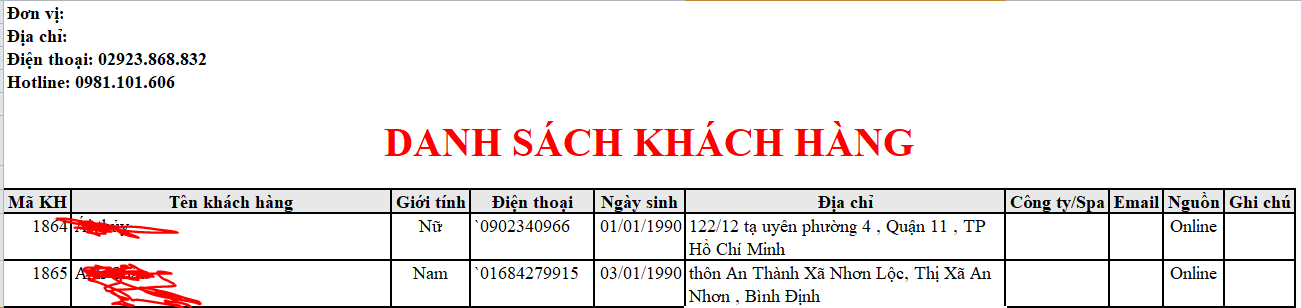 Đơn vị:
Địa chỉ:
Điện thoại: 02923.868.832
Hotline: 0981.101.606
DANH SÁCH KHÁCH HÀNG
Mã KH Tên khách hàng Giới tính Điện thoại Ngày sinh Địa chỉ Công ty/Spa Email Nguồn Ghi chú
1864 Nữ `0902340966 01/01/1990 122/12 tạ uyên phường 4 , Quận 11 , TP Online
Hồ Chí Minh
1865 Nam `01684279915 03/01/1990 thôn An Thành Xã Nhơn Lộc, Thị Xã An Online
Nhơn , Bình Định